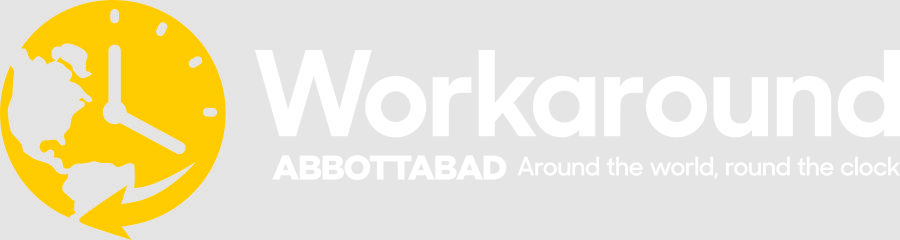 Workaround
ABBOTTABAD Around the world, round the clock